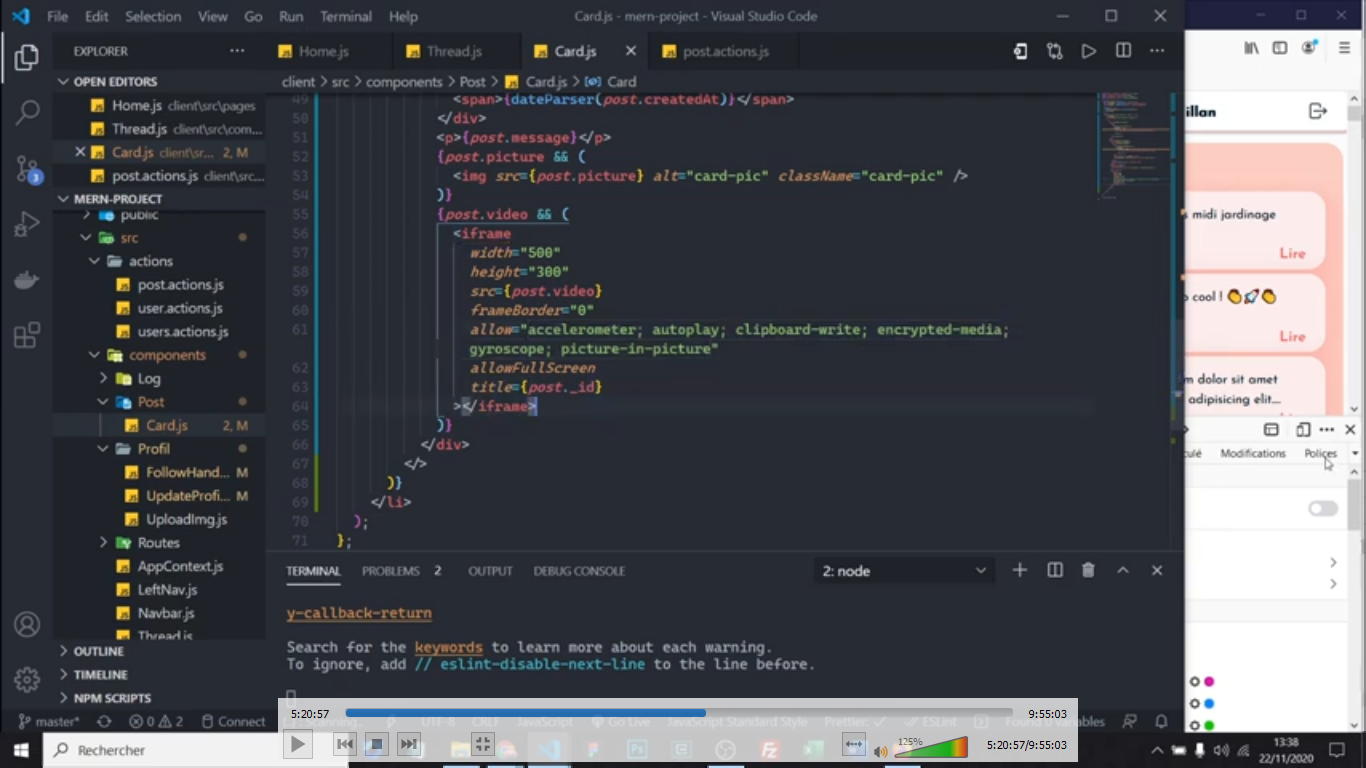 File Edit Selection View Go Run Terminal Help Card.js - mern-project - Visual Studio Code
EXPLORER
Home.js Thread.js Card.js post.actions.js
OPEN EDITORS
client > src > components > Post > Card.js > Card
Home.js client\src\pages
Thread.js client\src\com...
Card.js client\sr... 2, M
post.actions.js client\src...
MERN-PROJECT
public
src
actions
post.actions.js
user.actions.js
users.actions.js
components
Log
Post
Card.js 2, M
Profil
FollowHand... M
UpdateProfi... M
UploadImg.js
Routes
AppContext.js
LeftNav.js
Navbar.js
Thread.js
OUTLINE
TIMELINE
NPM SCRIPTS
49 <span>{dateParser(post.createdAt)}</span>
50 </div>
51 <p>{post.message}</p>
52 {post.picture && (
53 <img src={post.picture} alt="card-pic" className="card-pic" />
54 )}
55 {post.video && (
56 <iframe
57 width="500"
58 height="300"
59 src={post.video}
60 frameBorder="0"
61 allow="accelerometer; autoplay; clipboard-write; encrypted-media;
gyroscope; picture-in-picture"
62 allowFullScreen
63 title={post._id}
64 ></iframe>
65 )}
66 </div>
67 </>
68 )}
69 </li>
70 );
71 };
TERMINAL PROBLEMS 2 OUTPUT DEBUG CONSOLE 2: node
y-callback-return
Search for the keywords to learn more about each warning.
To ignore, add // eslint-disable-next-line to the line before.
illan
midi jardinage
Lire
cool ! 👏🚀👏
Lire
m dolor sit amet
adipisicing elit...
culé Modifications Polices
3
master* 0 2 Connect
UTF-8 CRLF JavaScript Go Live JavaScript Standard Style Prettier: ✓ ESLint
5:20:57 9:55:03
125% 5:20:57/9:55:03
Rechercher
13:38
22/11/2020